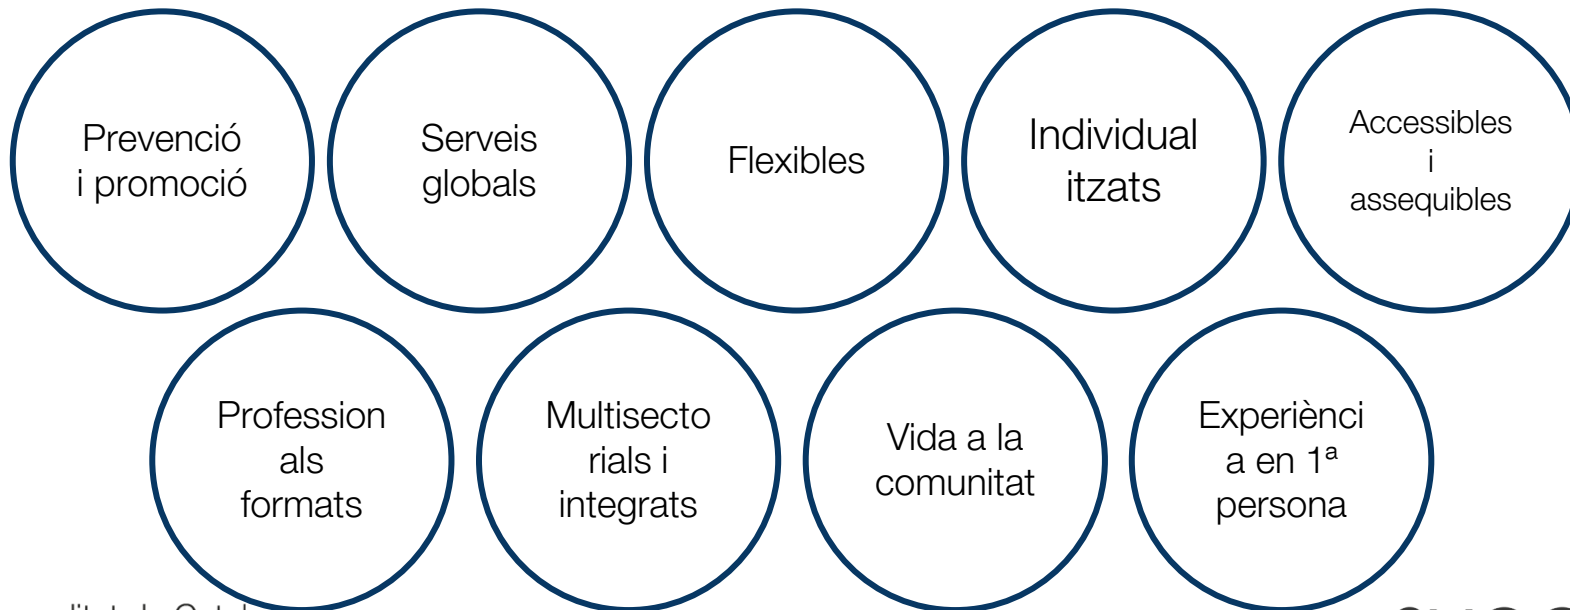 Prevenció
i promoció
Serveis
globals
Flexibles
Individual
itzats
Accessibles
i
assequibles
Profession
als
formats
Multisecto
rials i
integrats
Vida a la
comunitat
Experiènci
a en 1ª
persona